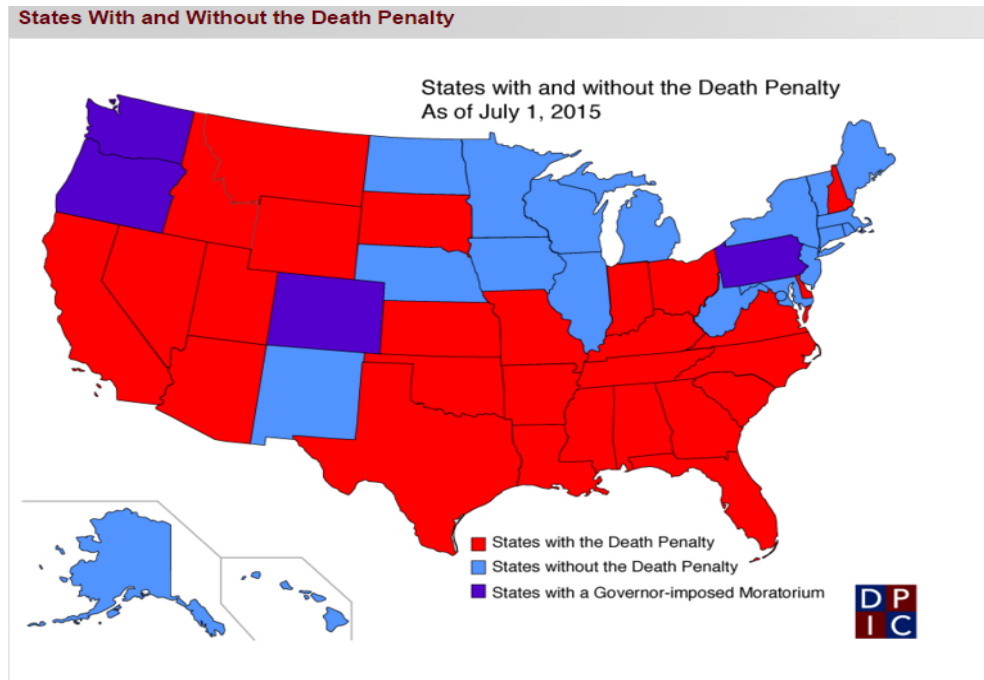 States With and Without the Death Penalty
States with and without the Death Penalty
As of July 1, 2015
States with the Death Penalty
States without the Death Penalty
States with a Governor-imposed Moratorium
D P
I C